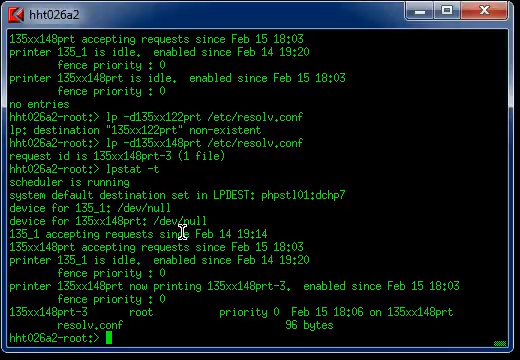 hht026a2
135xx148prt accepting requests since Feb 15 18:03
printer 135_1 is idle.  enabled since Feb 14 19:20
        fence priority : 0
printer 135xx148prt is idle.  enabled since Feb 15 18:03
        fence priority : 0
no entries
hht026a2-root:> lp -d135xx122prt /etc/resolv.conf
lp: destination "135xx122prt" non-existent
hht026a2-root:> lp -d135xx148prt /etc/resolv.conf
request id is 135xx148prt-3 (1 file)
hht026a2-root:> lpstat -t
scheduler is running
system default destination set in LPDEST: phpstl01:dchp7
device for 135_1: /dev/null
device for 135xx148prt: /dev/null
135_1 accepting requests since Feb 14 19:14
135xx148prt accepting requests since Feb 15 18:03
printer 135_1 is idle.  enabled since Feb 14 19:20
        fence priority : 0
printer 135xx148prt now printing 135xx148prt-3.  enabled since Feb 15 18:03
        fence priority : 0
135xx148prt-3       root           priority 0  Feb 15 18:06 on 135xx148prt
        resolv.conf                        96 bytes
hht026a2-root:>